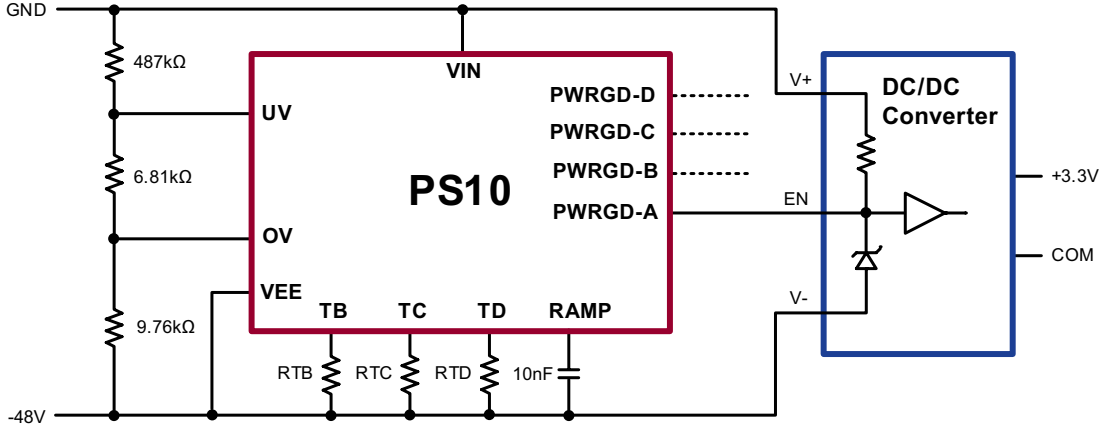 GND
487kΩ
VIN
V+
DC/DC
Converter
UV
PWRGD-D
PWRGD-C
6.81kΩ
PS10
PWRGD-B
+3.3V
EN
PWRGD-A
OV
COM
VEE
V-
9.76kΩ
TB
TC
TD
RAMP
RTB
RTC
RTD
10nF
-48V